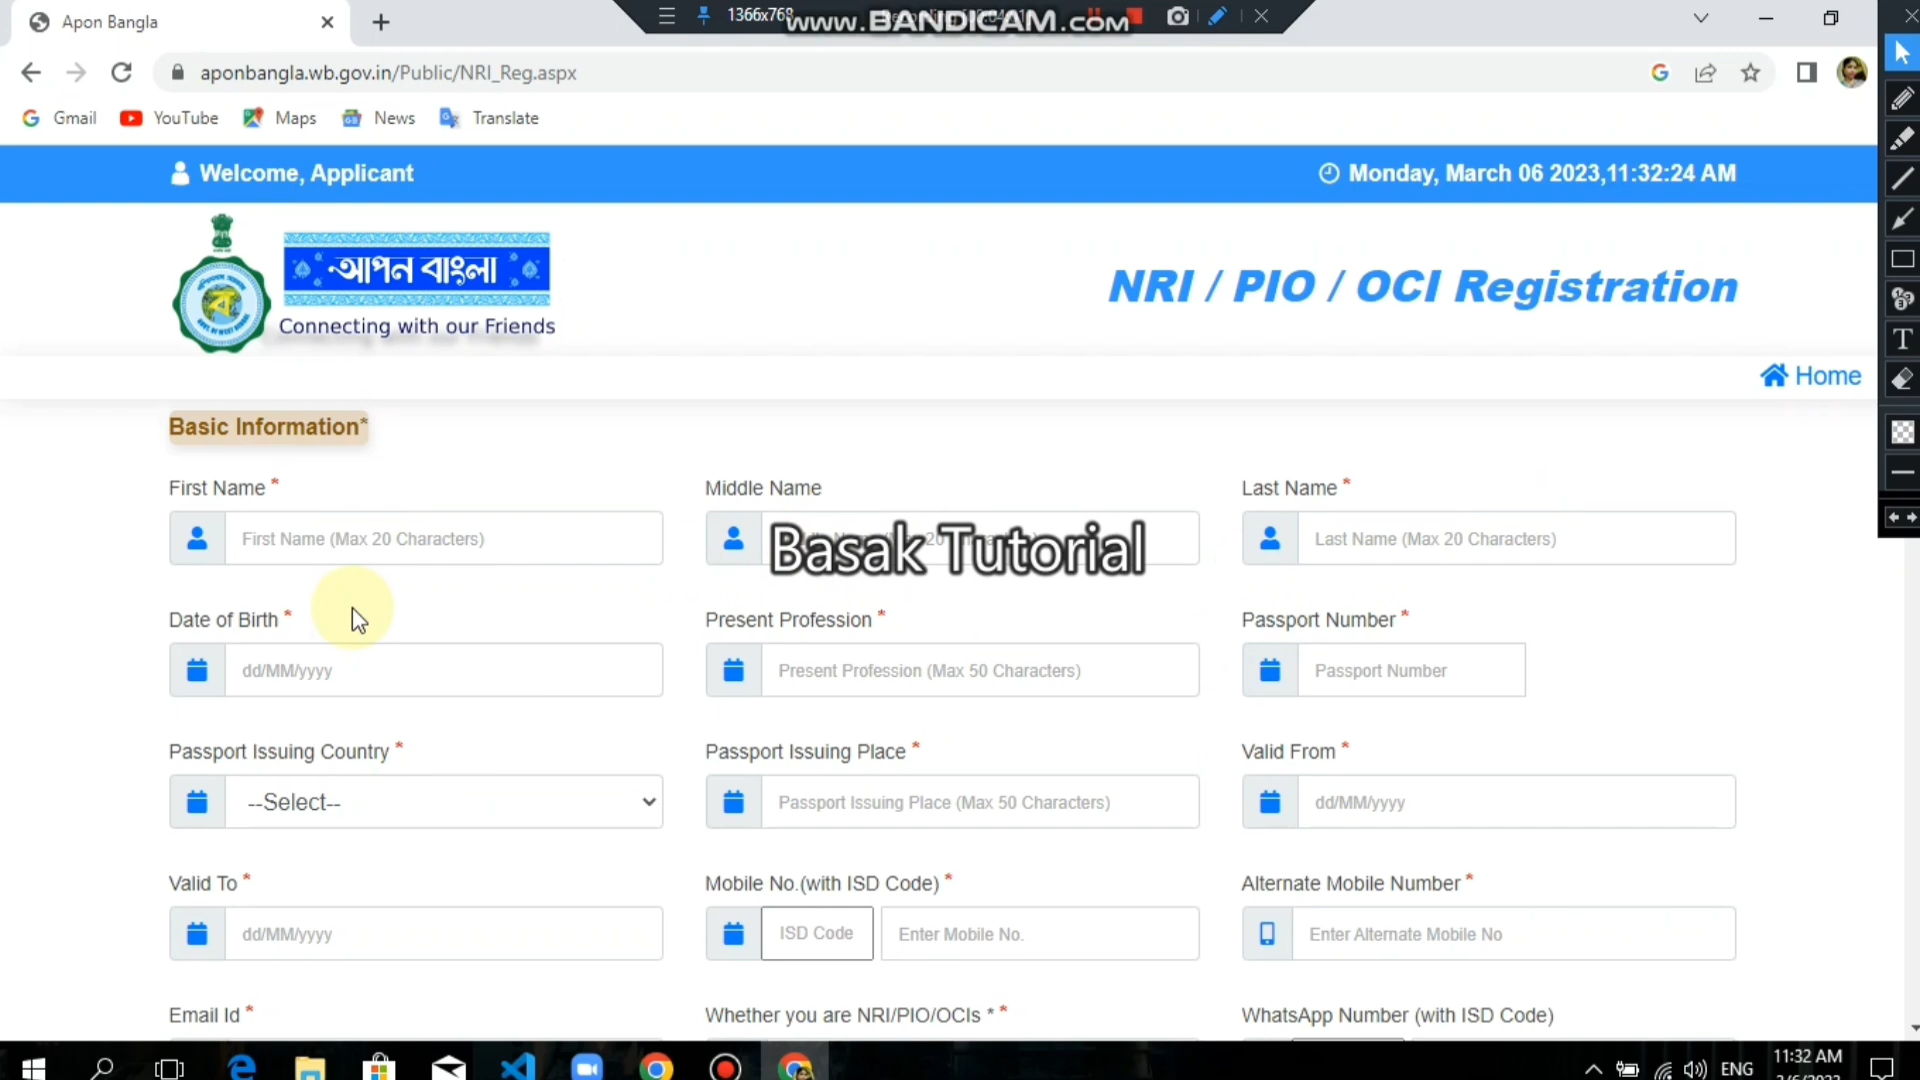 Apon Bangla
1366x768
www.BANDICAM.com
aponbangla.wb.gov.in/Public/NRI_Reg.aspx
Gmail YouTube Maps News Translate
Welcome, Applicant
Monday, March 06 2023,11:32:24 AM
আপন বাংলা
Connecting with our Friends
NRI / PIO / OCI Registration
Home
Basic Information*
First Name * Middle Name Last Name *
First Name (Max 20 Characters) Last Name (Max 20 Characters)
Basak Tutorial
Date of Birth * Present Profession * Passport Number *
dd/MM/yyyy Present Profession (Max 50 Characters) Passport Number
Passport Issuing Country * Passport Issuing Place * Valid From *
--Select-- Passport Issuing Place (Max 50 Characters) dd/MM/yyyy
Valid To * Mobile No.(with ISD Code) * Alternate Mobile Number *
dd/MM/yyyy ISD Code Enter Mobile No. Enter Alternate Mobile No
Email Id * Whether you are NRI/PIO/OCIs * * WhatsApp Number (with ISD Code)
ENG 11:32 AM